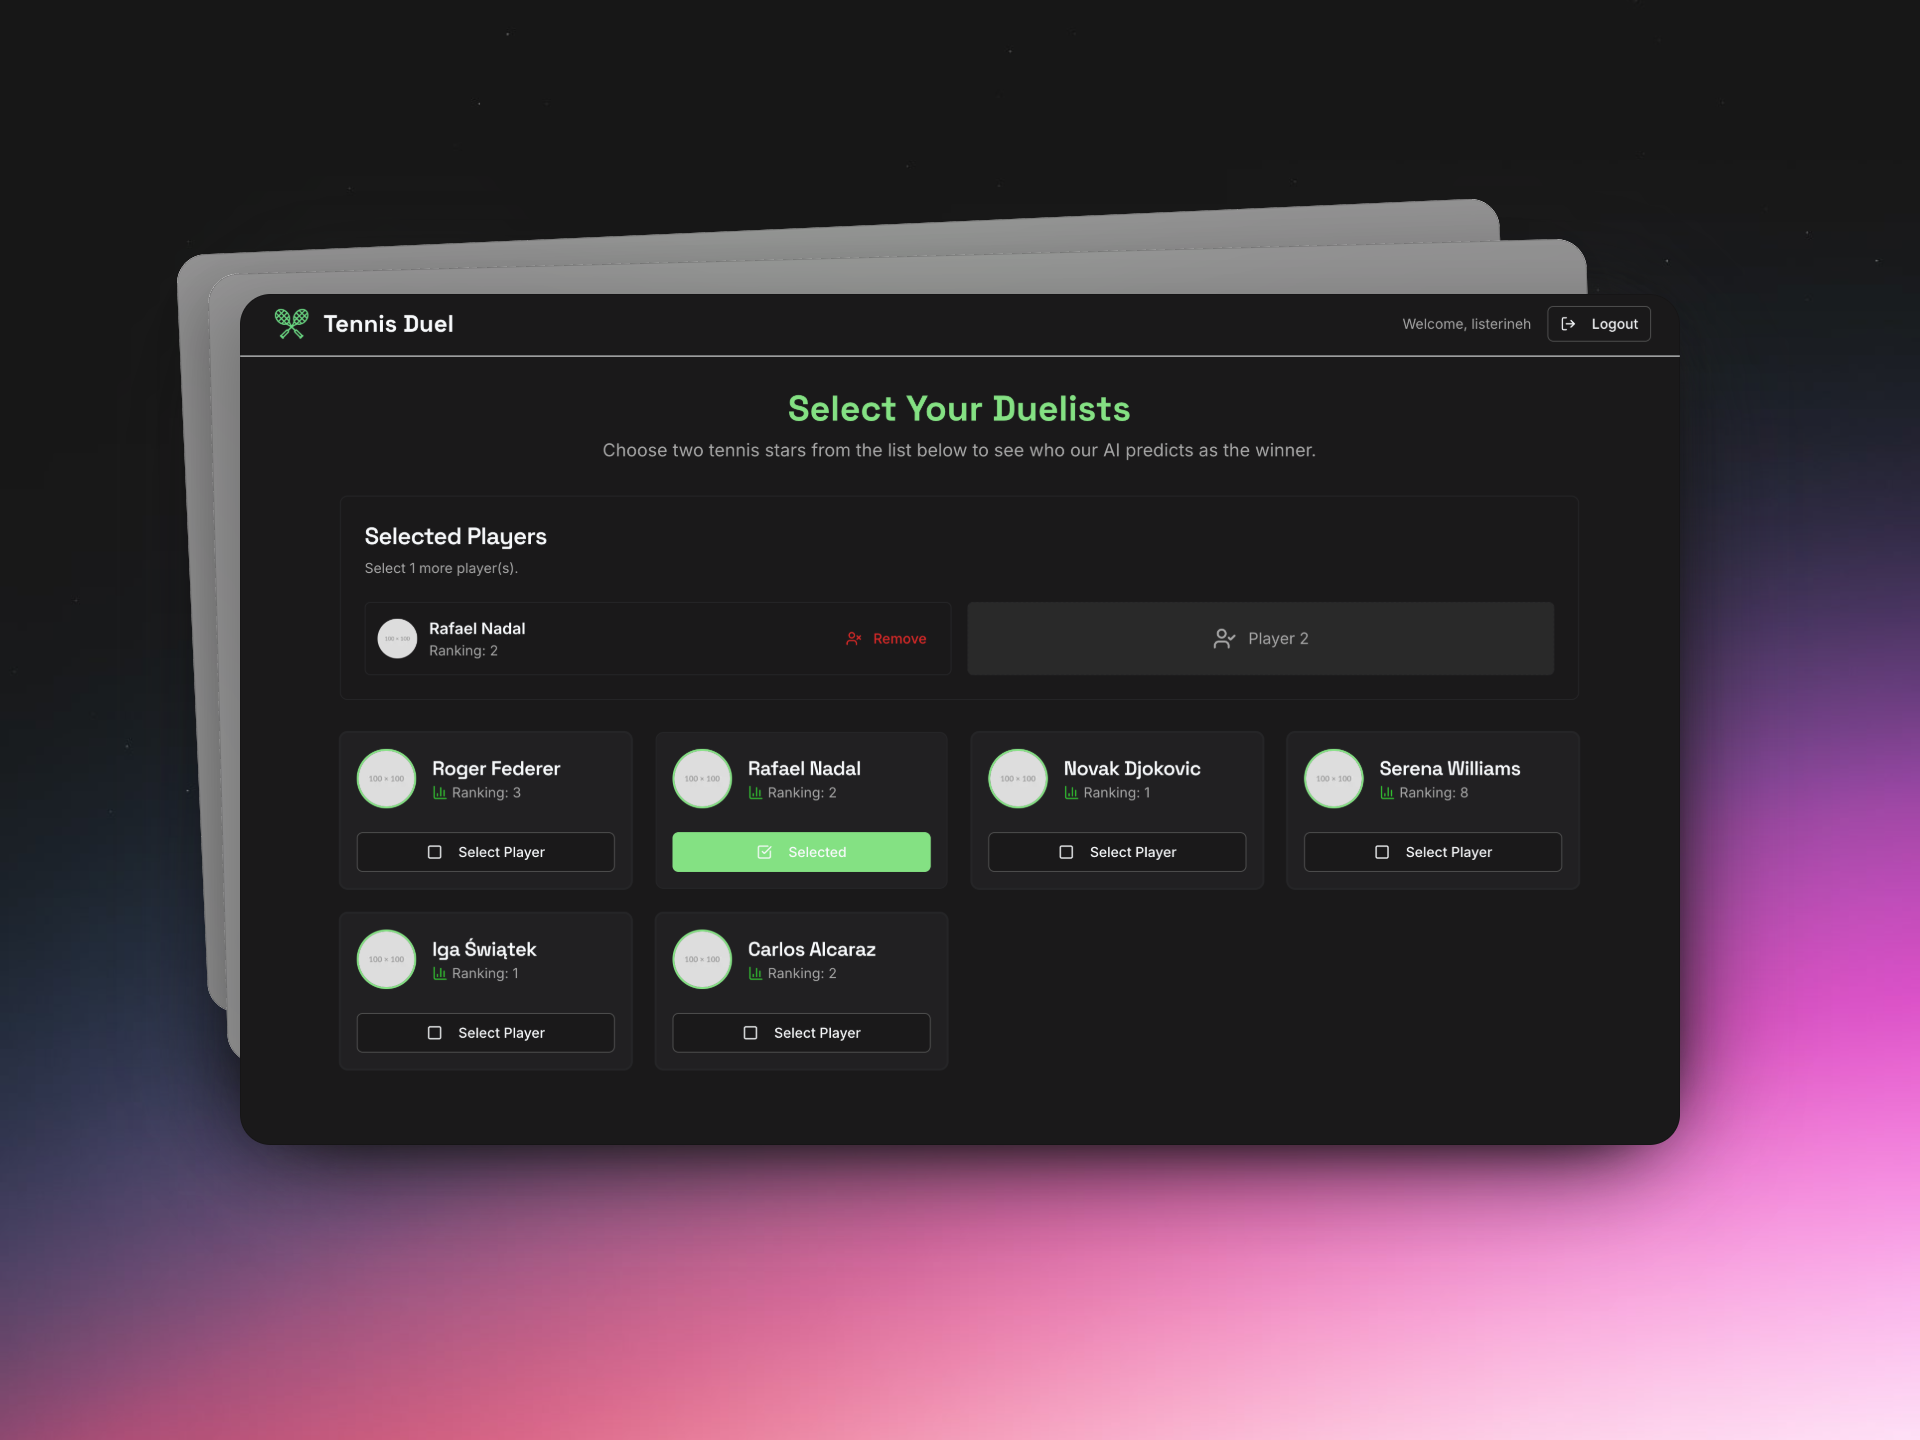 Tennis Duel
Welcome, listerineh
Logout
Select Your Duelists
Choose two tennis stars from the list below to see who our AI predicts as the winner.
Selected Players
Select 1 more player(s).
100 × 100
Rafael Nadal
Ranking: 2
Remove
Player 2
100 × 100
Roger Federer
Ranking: 3
Select Player
100 × 100
Rafael Nadal
Ranking: 2
Selected
100 × 100
Novak Djokovic
Ranking: 1
Select Player
100 × 100
Serena Williams
Ranking: 8
Select Player
100 × 100
Iga Świątek
Ranking: 1
Select Player
100 × 100
Carlos Alcaraz
Ranking: 2
Select Player